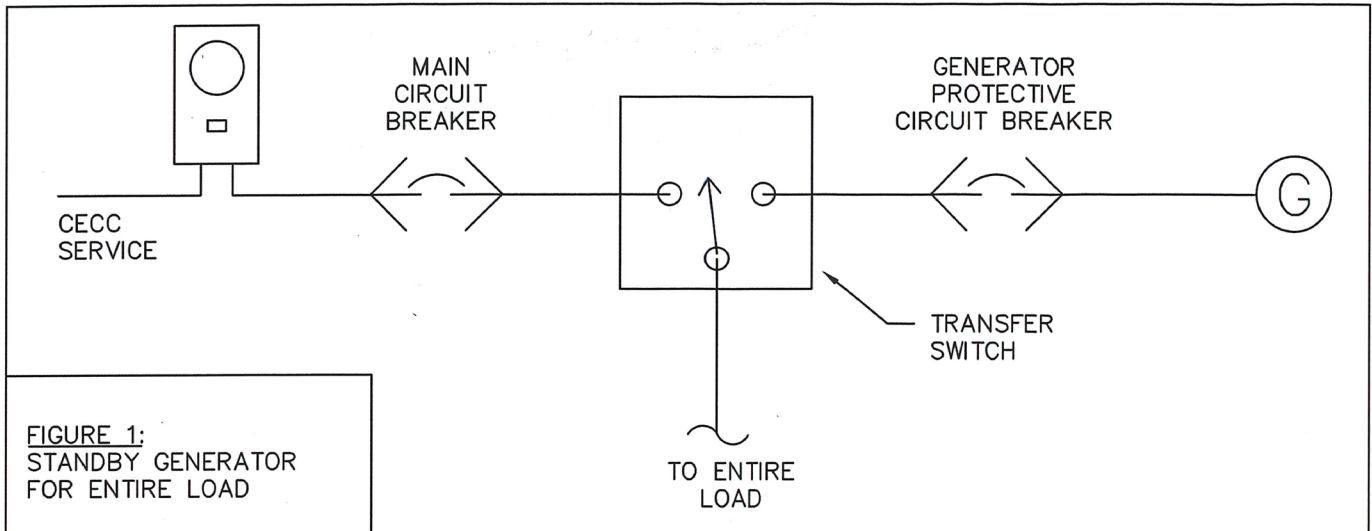 MAIN
CIRCUIT
BREAKER
GENERATOR
PROTECTIVE
CIRCUIT BREAKER
CECC
SERVICE
G
TRANSFER
SWITCH
TO ENTIRE
LOAD
FIGURE 1:
STANDBY GENERATOR
FOR ENTIRE LOAD